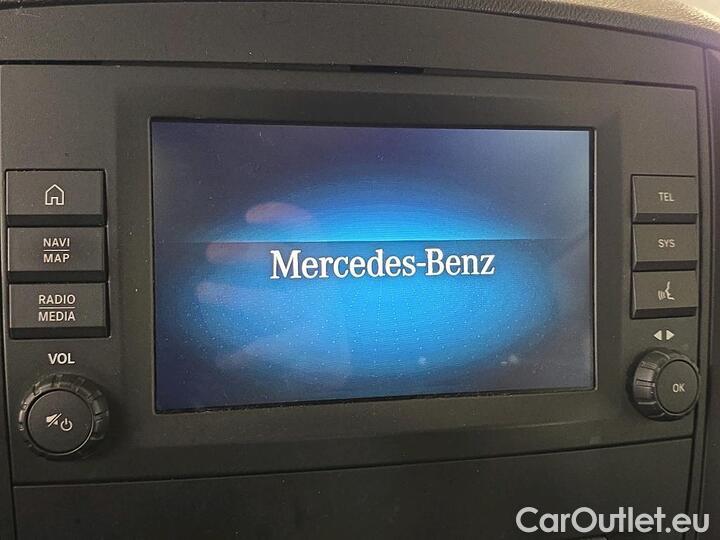 NAVI
MAP
RADIO
MEDIA
VOL
Mercedes-Benz
TEL
SYS
OK
CarOutlet.eu